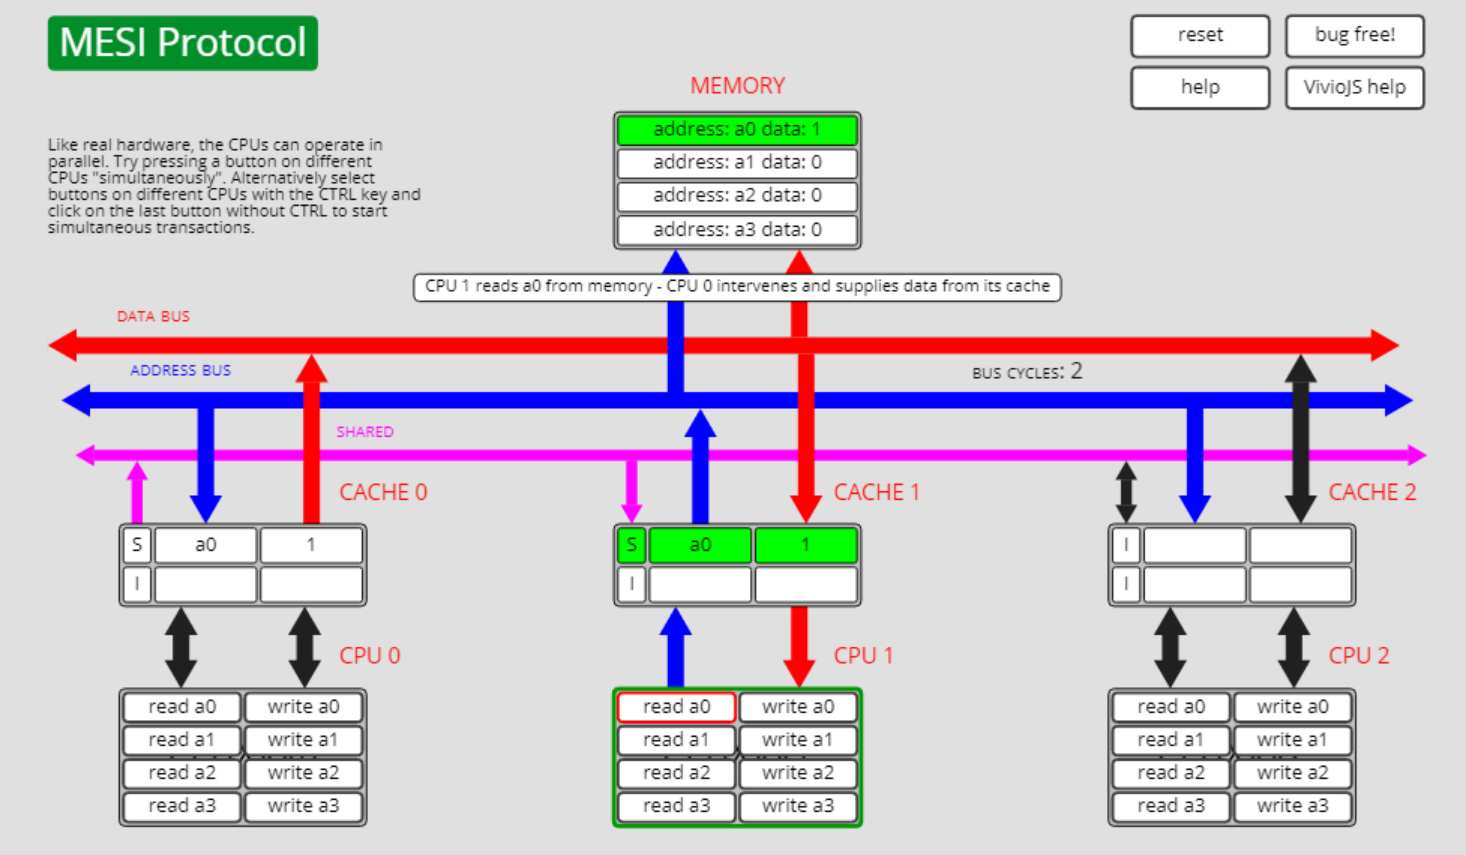 MESI Protocol
reset
bug free!
help
VivioJS help
MEMORY
address: a0 data: 1
address: a1 data: 0
address: a2 data: 0
address: a3 data: 0
Like real hardware, the CPUs can operate in
parallel. Try pressing a button on different
CPUs "simultaneously". Alternatively select
buttons on different CPUs with the CTRL key and
click on the last button without CTRL to start
simultaneous transactions.
CPU 1 reads a0 from memory - CPU 0 intervenes and supplies data from its cache
DATA BUS
ADDRESS BUS
BUS CYCLES: 2
SHARED
CACHE 0
CACHE 1
CACHE 2
S a0 1
I
S a0 1
I
I
I
CPU 0
CPU 1
CPU 2
read a0 write a0
read a1 write a1
read a2 write a2
read a3 write a3
read a0 write a0
read a1 write a1
read a2 write a2
read a3 write a3
read a0 write a0
read a1 write a1
read a2 write a2
read a3 write a3